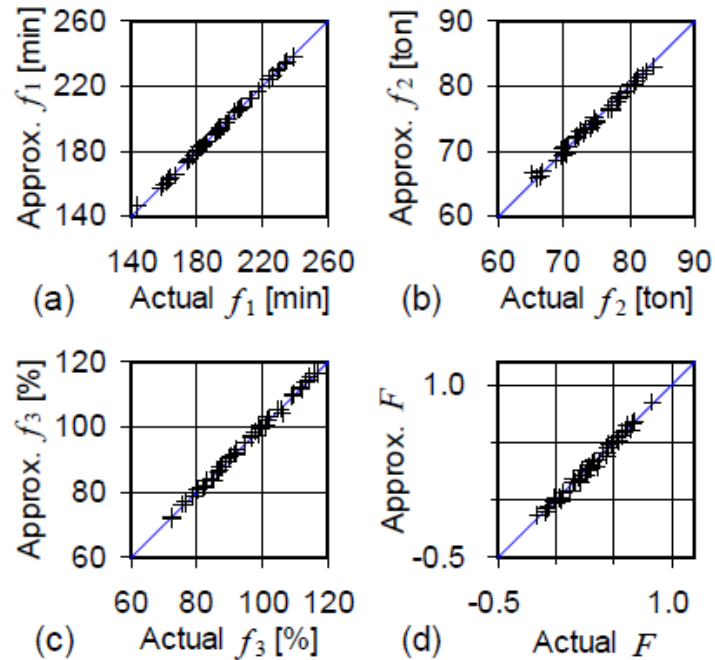 260
220
180
140
Approx. f1 [min]
140 180 220 260
(a) Actual f1 [min]
90
80
70
60
Approx. f2 [ton]
60 70 80 90
(b) Actual f2 [ton]
120
100
80
60
Approx. f3 [%]
60 80 100 120
(c) Actual f3 [%]
1.0
-0.5
Approx. F
-0.5 1.0
(d) Actual F